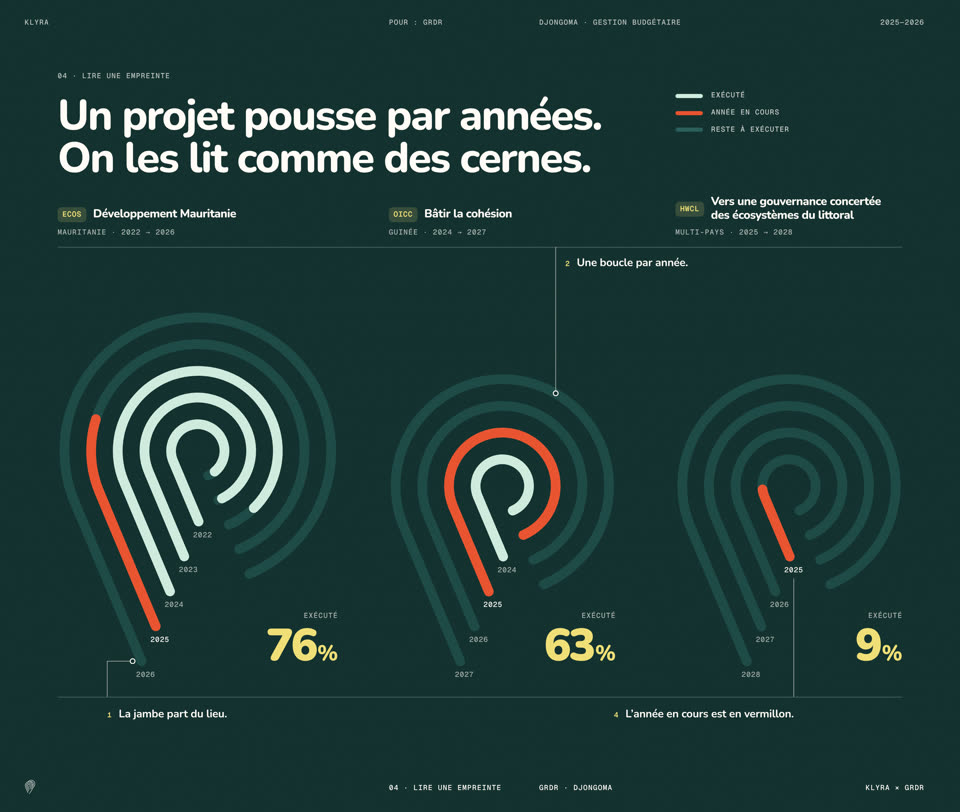 KLYRA
POUR : GRDR
DJONGOMA · GESTION BUDGÉTAIRE
2025—2026
04 · LIRE UNE EMPREINTE
Un projet pousse par années.
On les lit comme des cernes.
EXÉCUTÉ
ANNÉE EN COURS
RESTE À EXÉCUTER
ECOS Développement Mauritanie
MAURITANIE · 2022 → 2026
OICC Bâtir la cohésion
GUINÉE · 2024 → 2027
HWCL Vers une gouvernance concertée
des écosystèmes du littoral
MULTI-PAYS · 2025 → 2028
2 Une boucle par année.
2022
2023
2024
2025
2026
EXÉCUTÉ
76%
2024
2025
2026
2027
EXÉCUTÉ
63%
2025
2026
2027
2028
EXÉCUTÉ
9%
1 La jambe part du lieu.
4 L'année en cours est en vermillon.
04 · LIRE UNE EMPREINTE
GRDR · DJONGOMA
KLYRA × GRDR